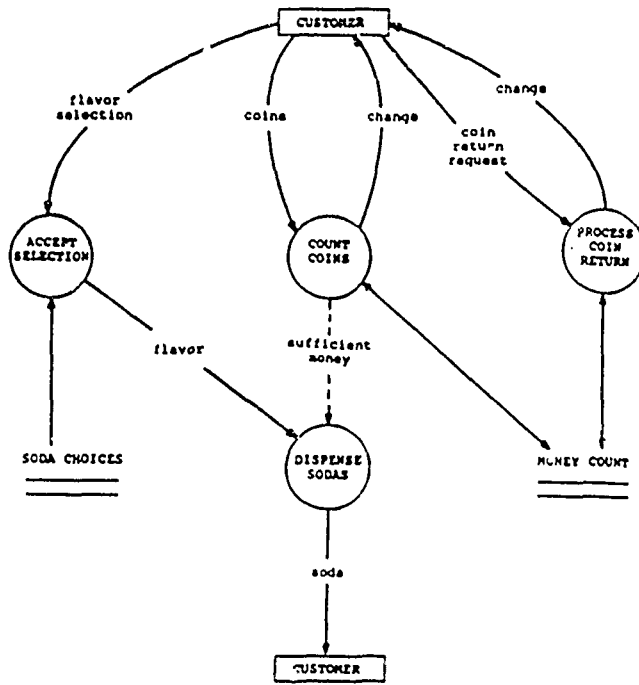 CUSTOMER
flavor
selection
coins
change
coin
return
request
change
ACCEPT
SELECTION
COUNT
COINS
PROCESS
COIN
RETURN
flavor
sufficient
money
SODA CHOICES
DISPENSE
SODAS
MONEY COUNT
soda
CUSTOMER